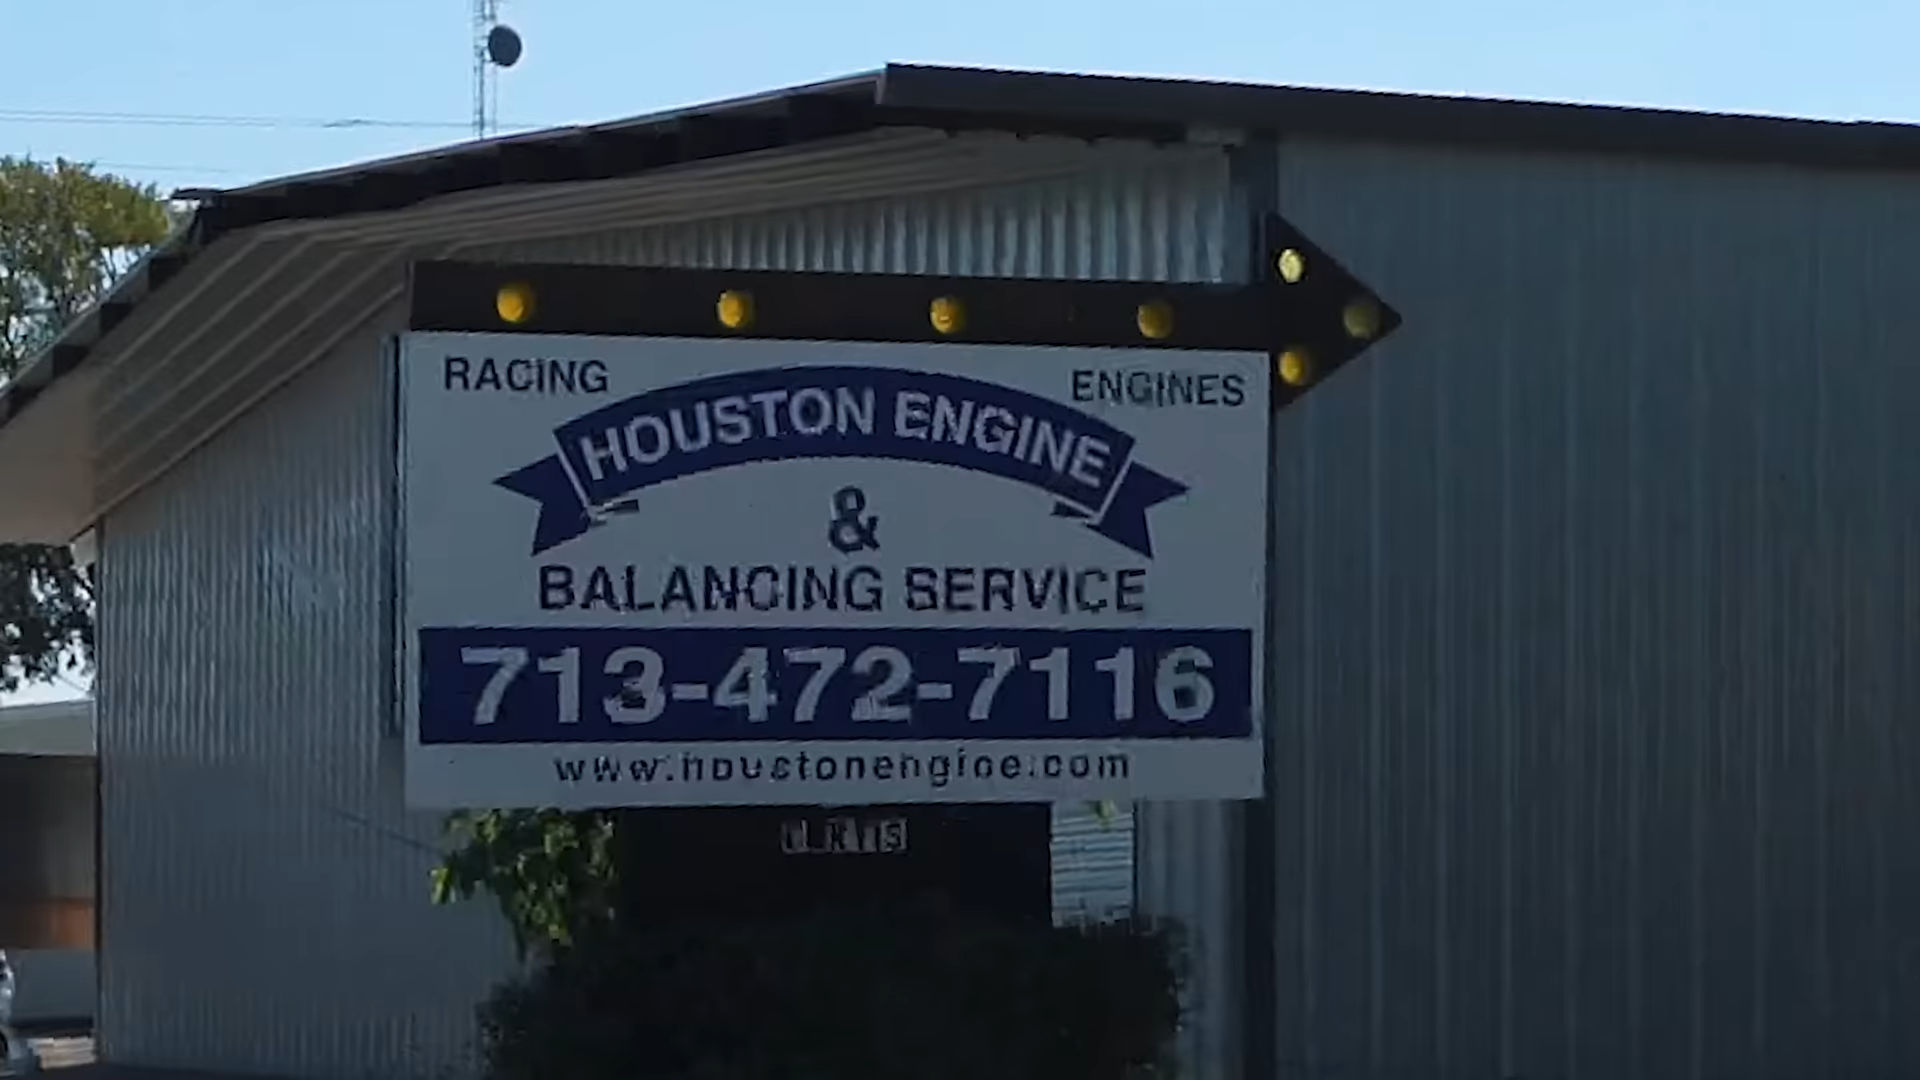 RACING ENGINES
HOUSTON ENGINE
&
BALANCING SERVICE
713-472-7116
www.houstonengine.com